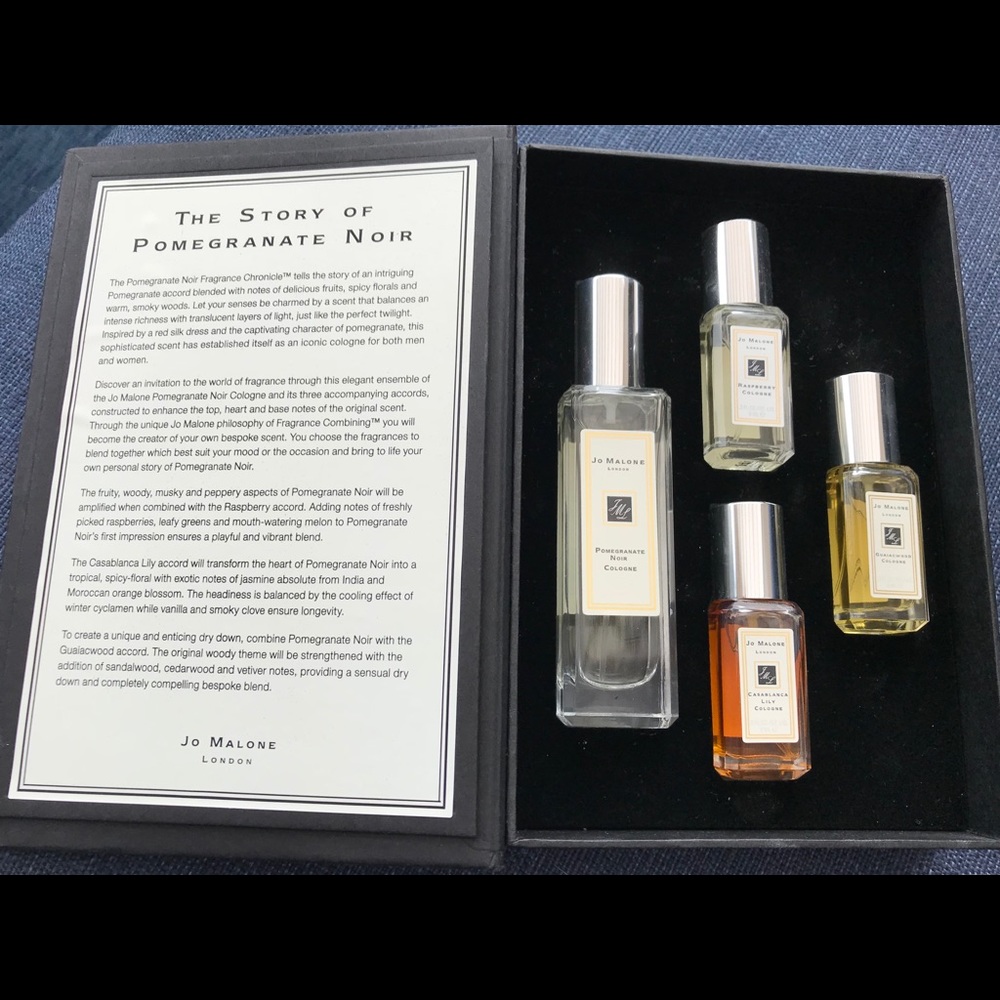 The Story of
Pomegranate Noir
The Pomegranate Noir Fragrance Chronicle™ tells the story of an intriguing
Pomegranate accord blended with notes of delicious fruits, spicy florals and
warm, smoky woods. Let your senses be charmed by a scent that balances an
intense richness with translucent layers of light, just like the perfect twilight.
Inspired by a red silk dress and the captivating character of pomegranate, this
sophisticated scent has established itself as an iconic cologne for both men
and women.
Discover an invitation to the world of fragrance through this elegant ensemble of
the Jo Malone Pomegranate Noir Cologne and its three accompanying accords,
constructed to enhance the top, heart and base notes of the original scent.
Through the unique Jo Malone philosophy of Fragrance Combining™ you will
become the creator of your own bespoke scent. You choose the fragrances to
blend together which best suit your mood or the occasion and bring to life your
own personal story of Pomegranate Noir.
The fruity, woody, musky and peppery aspects of Pomegranate Noir will be
amplified when combined with the Raspberry accord. Adding notes of freshly
picked raspberries, leafy greens and mouth-watering melon to Pomegranate
Noir's first impression ensures a playful and vibrant blend.
The Casablanca Lily accord will transform the heart of Pomegranate Noir into a
tropical, spicy-floral with exotic notes of jasmine absolute from India and
Moroccan orange blossom. The headiness is balanced by the cooling effect of
winter cyclamen while vanilla and smoky clove ensure longevity.
To create a unique and enticing dry down, combine Pomegranate Noir with the
Guaiacwood accord. The original woody theme will be strengthened with the
addition of sandalwood, cedarwood and vetiver notes, providing a sensual dry
down and completely compelling bespoke blend.
Jo Malone
London
Jo Malone
London
Pomegranate
Noir
Cologne
Jo Malone
London
Raspberry
Cologne
Jo Malone
London
Casablanca
Lily
Cologne
Jo Malone
London
Guaiacwood
Cologne